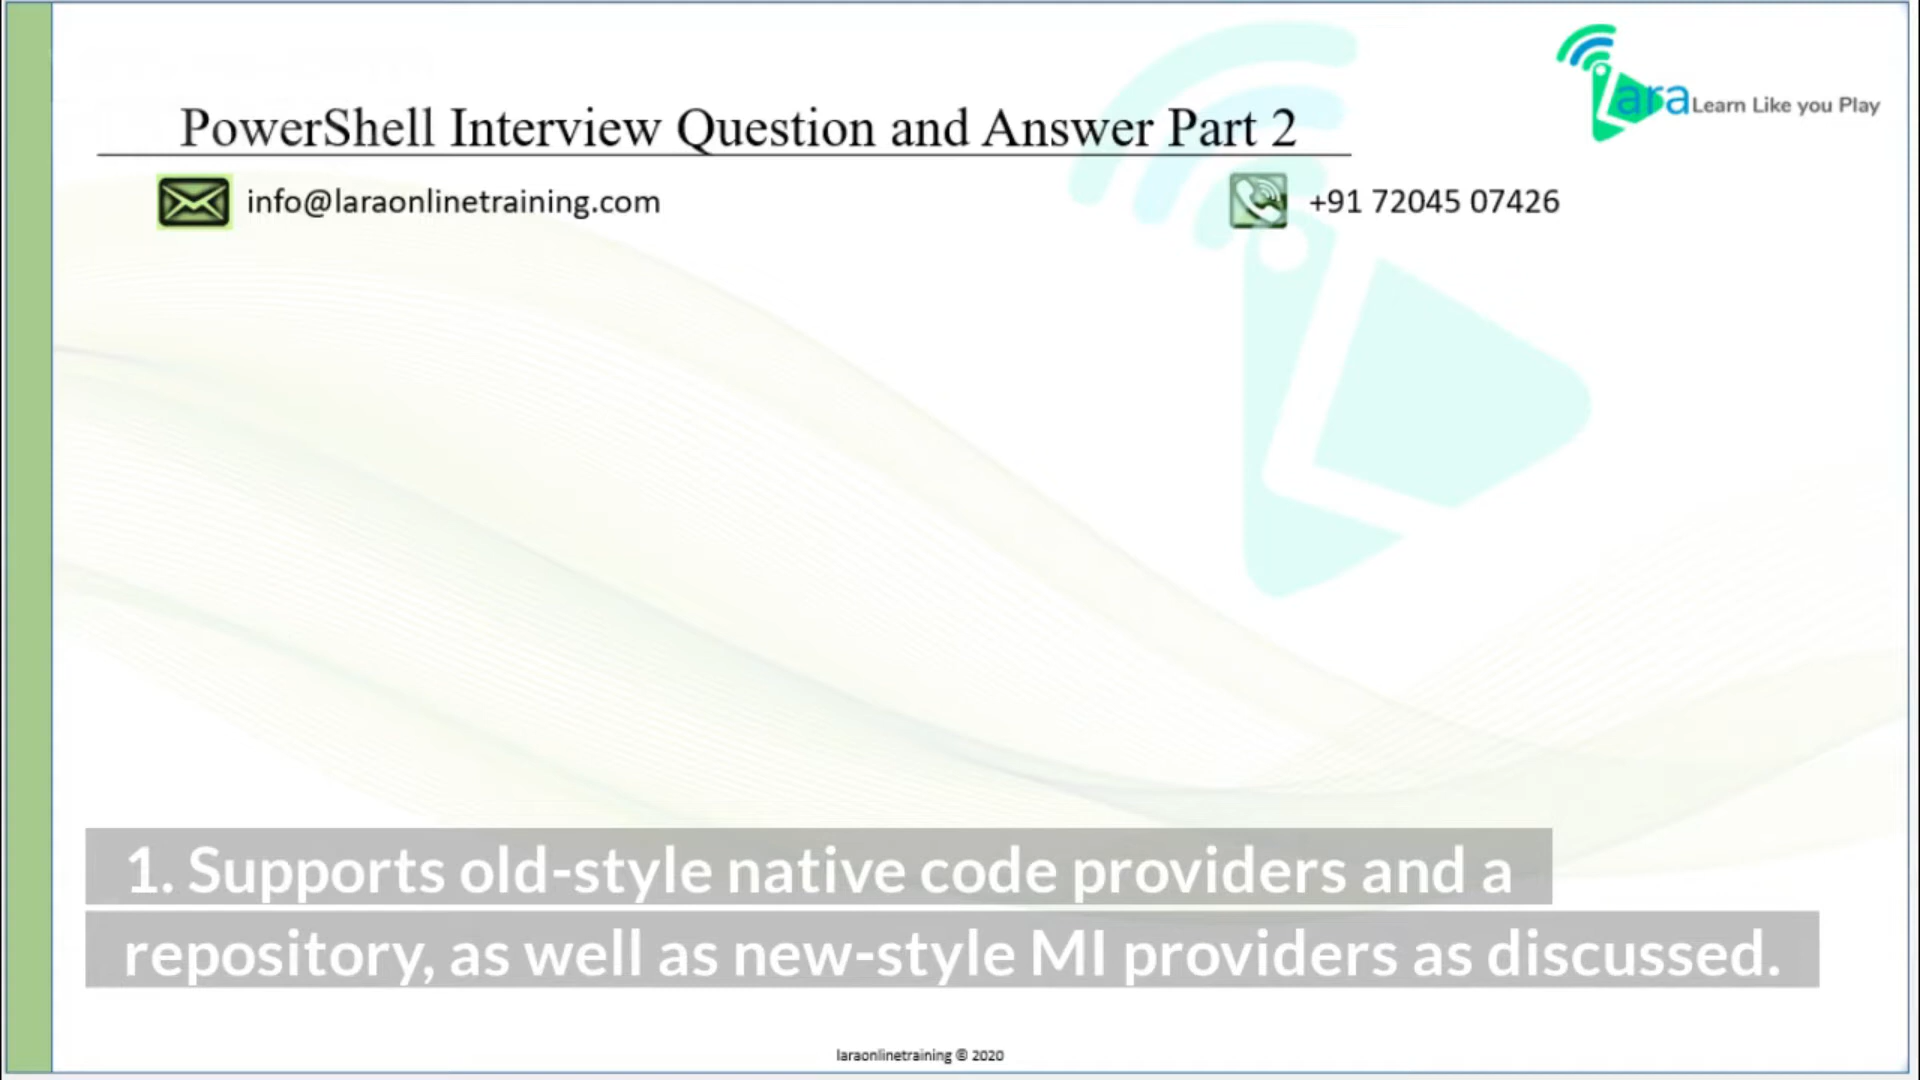 Lara Learn Like you Play
PowerShell Interview Question and Answer Part 2
info@laraonlinetraining.com
+91 72045 07426
1. Supports old-style native code providers and a
repository, as well as new-style MI providers as discussed.
laraonlinetraining © 2020